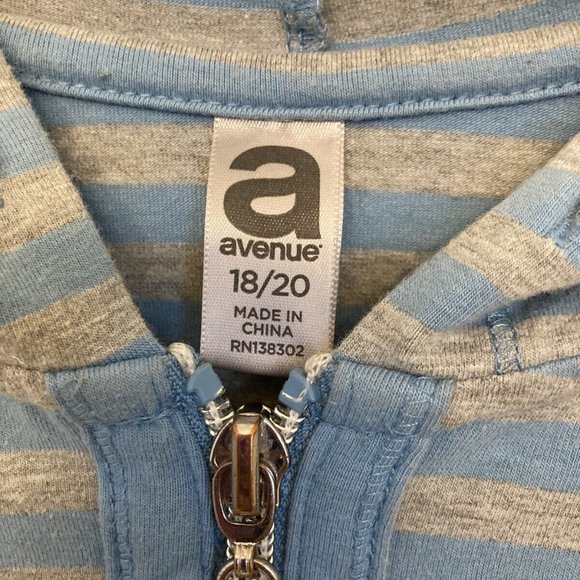 a
avenue
18/20
MADE IN
CHINA
RN138302